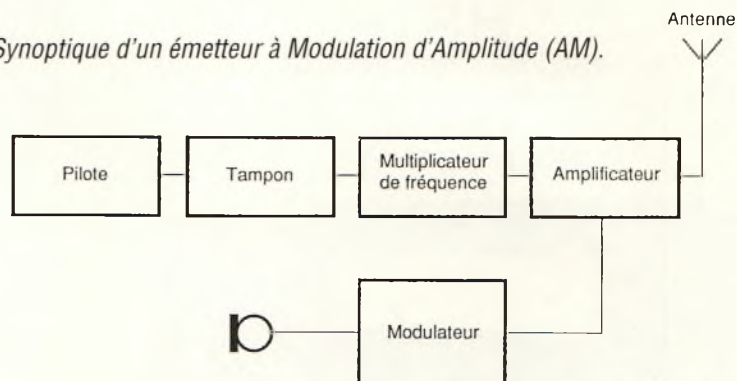 Antenne
Synoptique d'un émetteur à Modulation d'Amplitude (AM).
Pilote
Tampon
Multiplicateur
de fréquence
Amplificateur
Modulateur